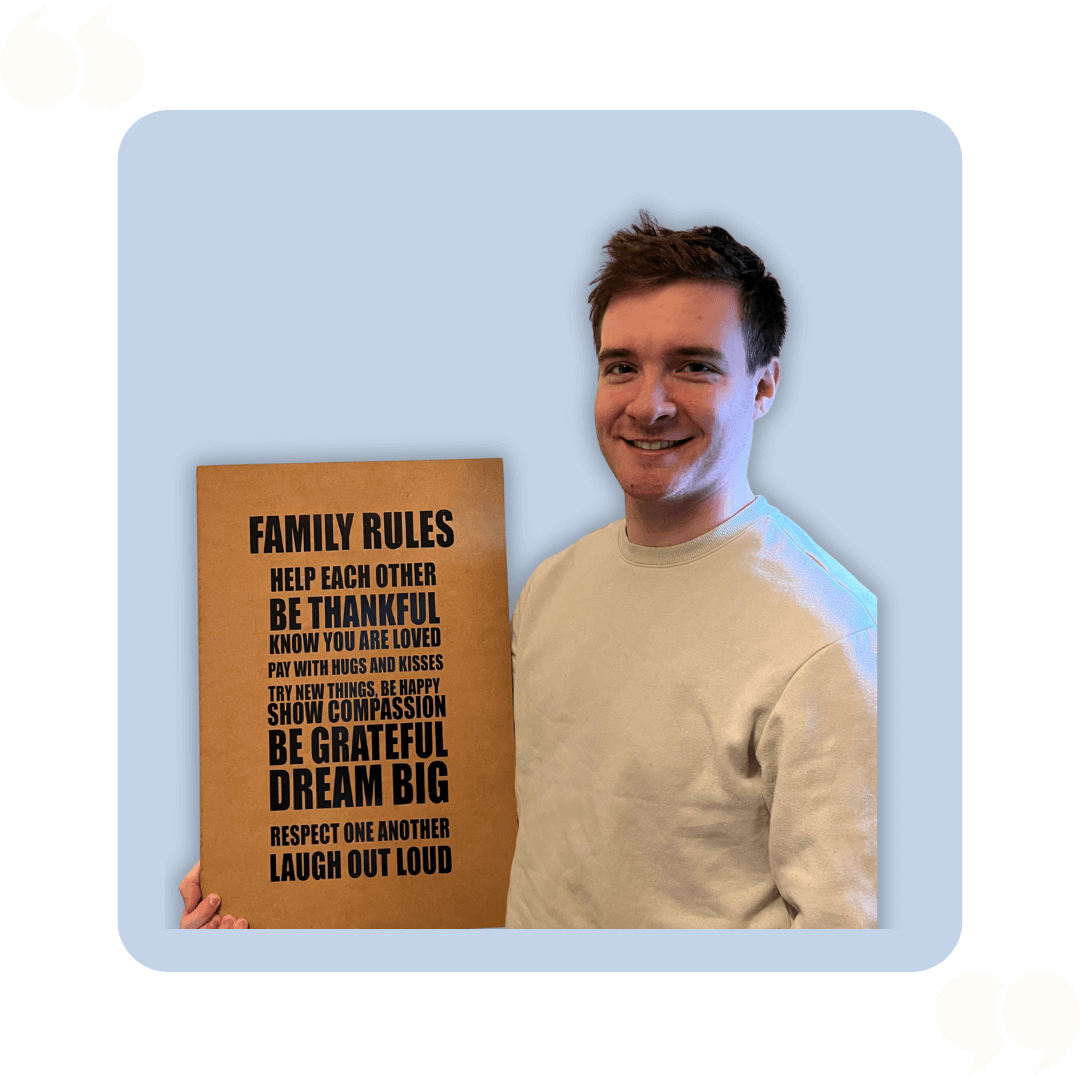 FAMILY RULES
HELP EACH OTHER
BE THANKFUL
KNOW YOU ARE LOVED
PAY WITH HUGS AND KISSES
TRY NEW THINGS, BE HAPPY
SHOW COMPASSION
BE GRATEFUL
DREAM BIG
RESPECT ONE ANOTHER
LAUGH OUT LOUD